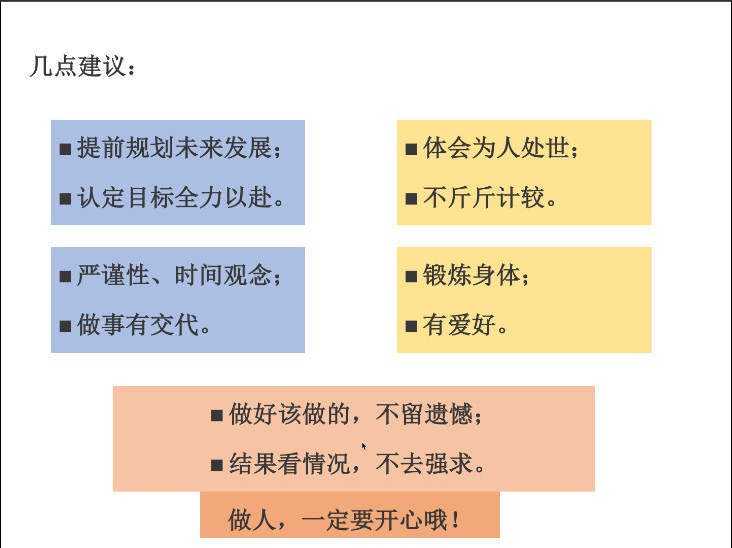 几点建议：
■提前规划未来发展；
■认定目标全力以赴。
■体会为人处世；
■不斤斤计较。
■严谨性、时间观念；
■做事有交代。
■锻炼身体；
■有爱好。
■做好该做的，不留遗憾；
■结果看情况，不去强求。
做人，一定要开心哦！